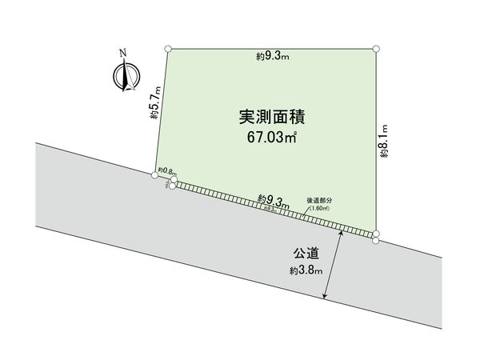 N
約9.3m
約5.7m
実測面積
67.03㎡
約8.1m
約0.8m
約9.3m
後退部分
(1.60㎡)
公道
約3.8m